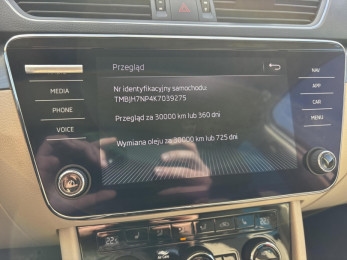 Przegląd
NAV
MEDIA
Nr identyfikacyjny samochodu:
TMBJH7NP4K7039275
APP
PHONE
Przegląd za 30000 km lub 360 dni
CAR
VOICE
MENU
Wymiana oleju za 30000 km lub 725 dni